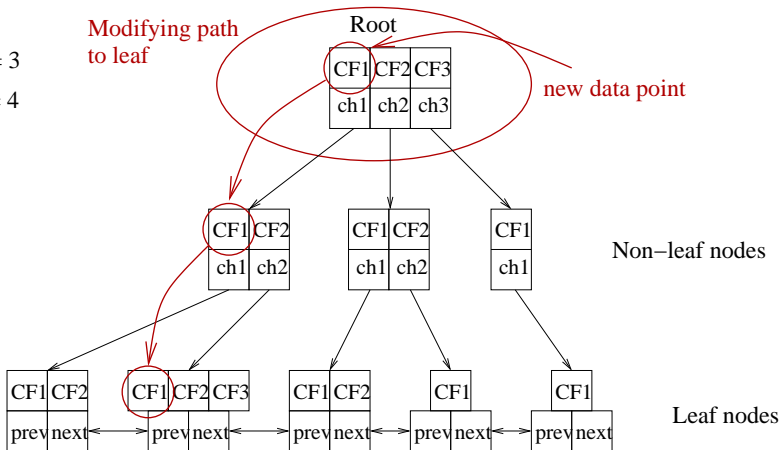 Modifying path
to leaf
Root
= 3
= 4
CF1 CF2 CF3
ch1 ch2 ch3
new data point
CF1 CF2
ch1 ch2
CF1 CF2
ch1 ch2
CF1
ch1
Non−leaf nodes
CF1 CF2
prev next
CF1 CF2 CF3
prev next
CF1 CF2
prev next
CF1
prev next
CF1
prev next
Leaf nodes